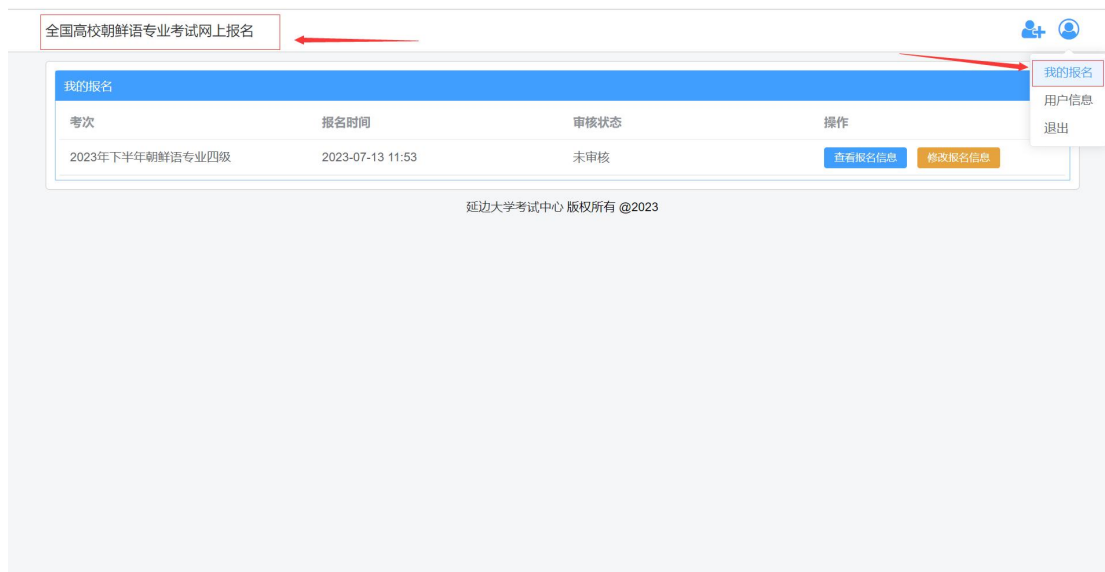 全国高校朝鲜语专业考试网上报名
我的报名
用户信息
退出
我的报名
考次 报名时间 审核状态 操作
2023年下半年朝鲜语专业四级 2023-07-13 11:53 未审核 查看报名信息 修改报名信息
延边大学考试中心 版权所有 @2023